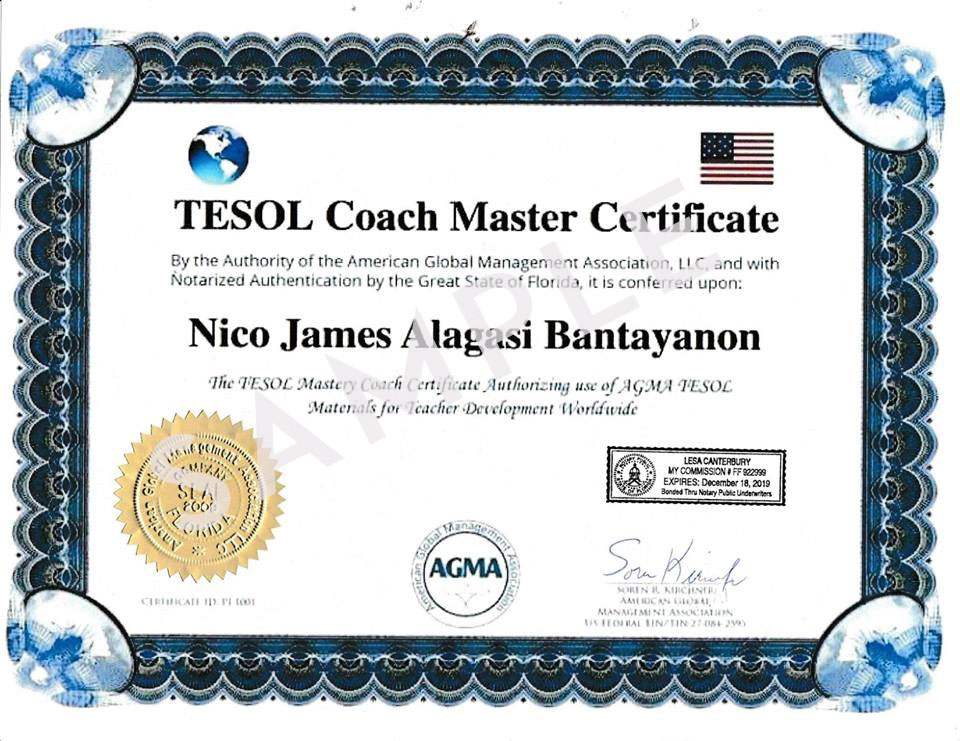 TESOL Coach Master Certificate
By the Authority of the American Global Management Association, LLC, and with
Notarized Authentication by the Great State of Florida, it is conferred upon:
Nico James Alagasi Bantayanon
The TESOL Mastery Coach Certificate Authorizing use of AGMA TESOL
Materials for Teacher Development Worldwide
SAMPLE
American Global Management Association LLC
COMPANY
SEAL
2008
FLORIDA
LESA CANTERBURY
MY COMMISSION # FF 922999
EXPIRES: December 18, 2019
Bonded Thru Notary Public Underwriters
American Global Management Association
AGMA
SOREN R. KIRCHNER
AMERICAN GLOBAL
MANAGEMENT ASSOCIATION
US FEDERAL EIN/TIN:27-084-2595
CERTIFICATE ID: PI 1001